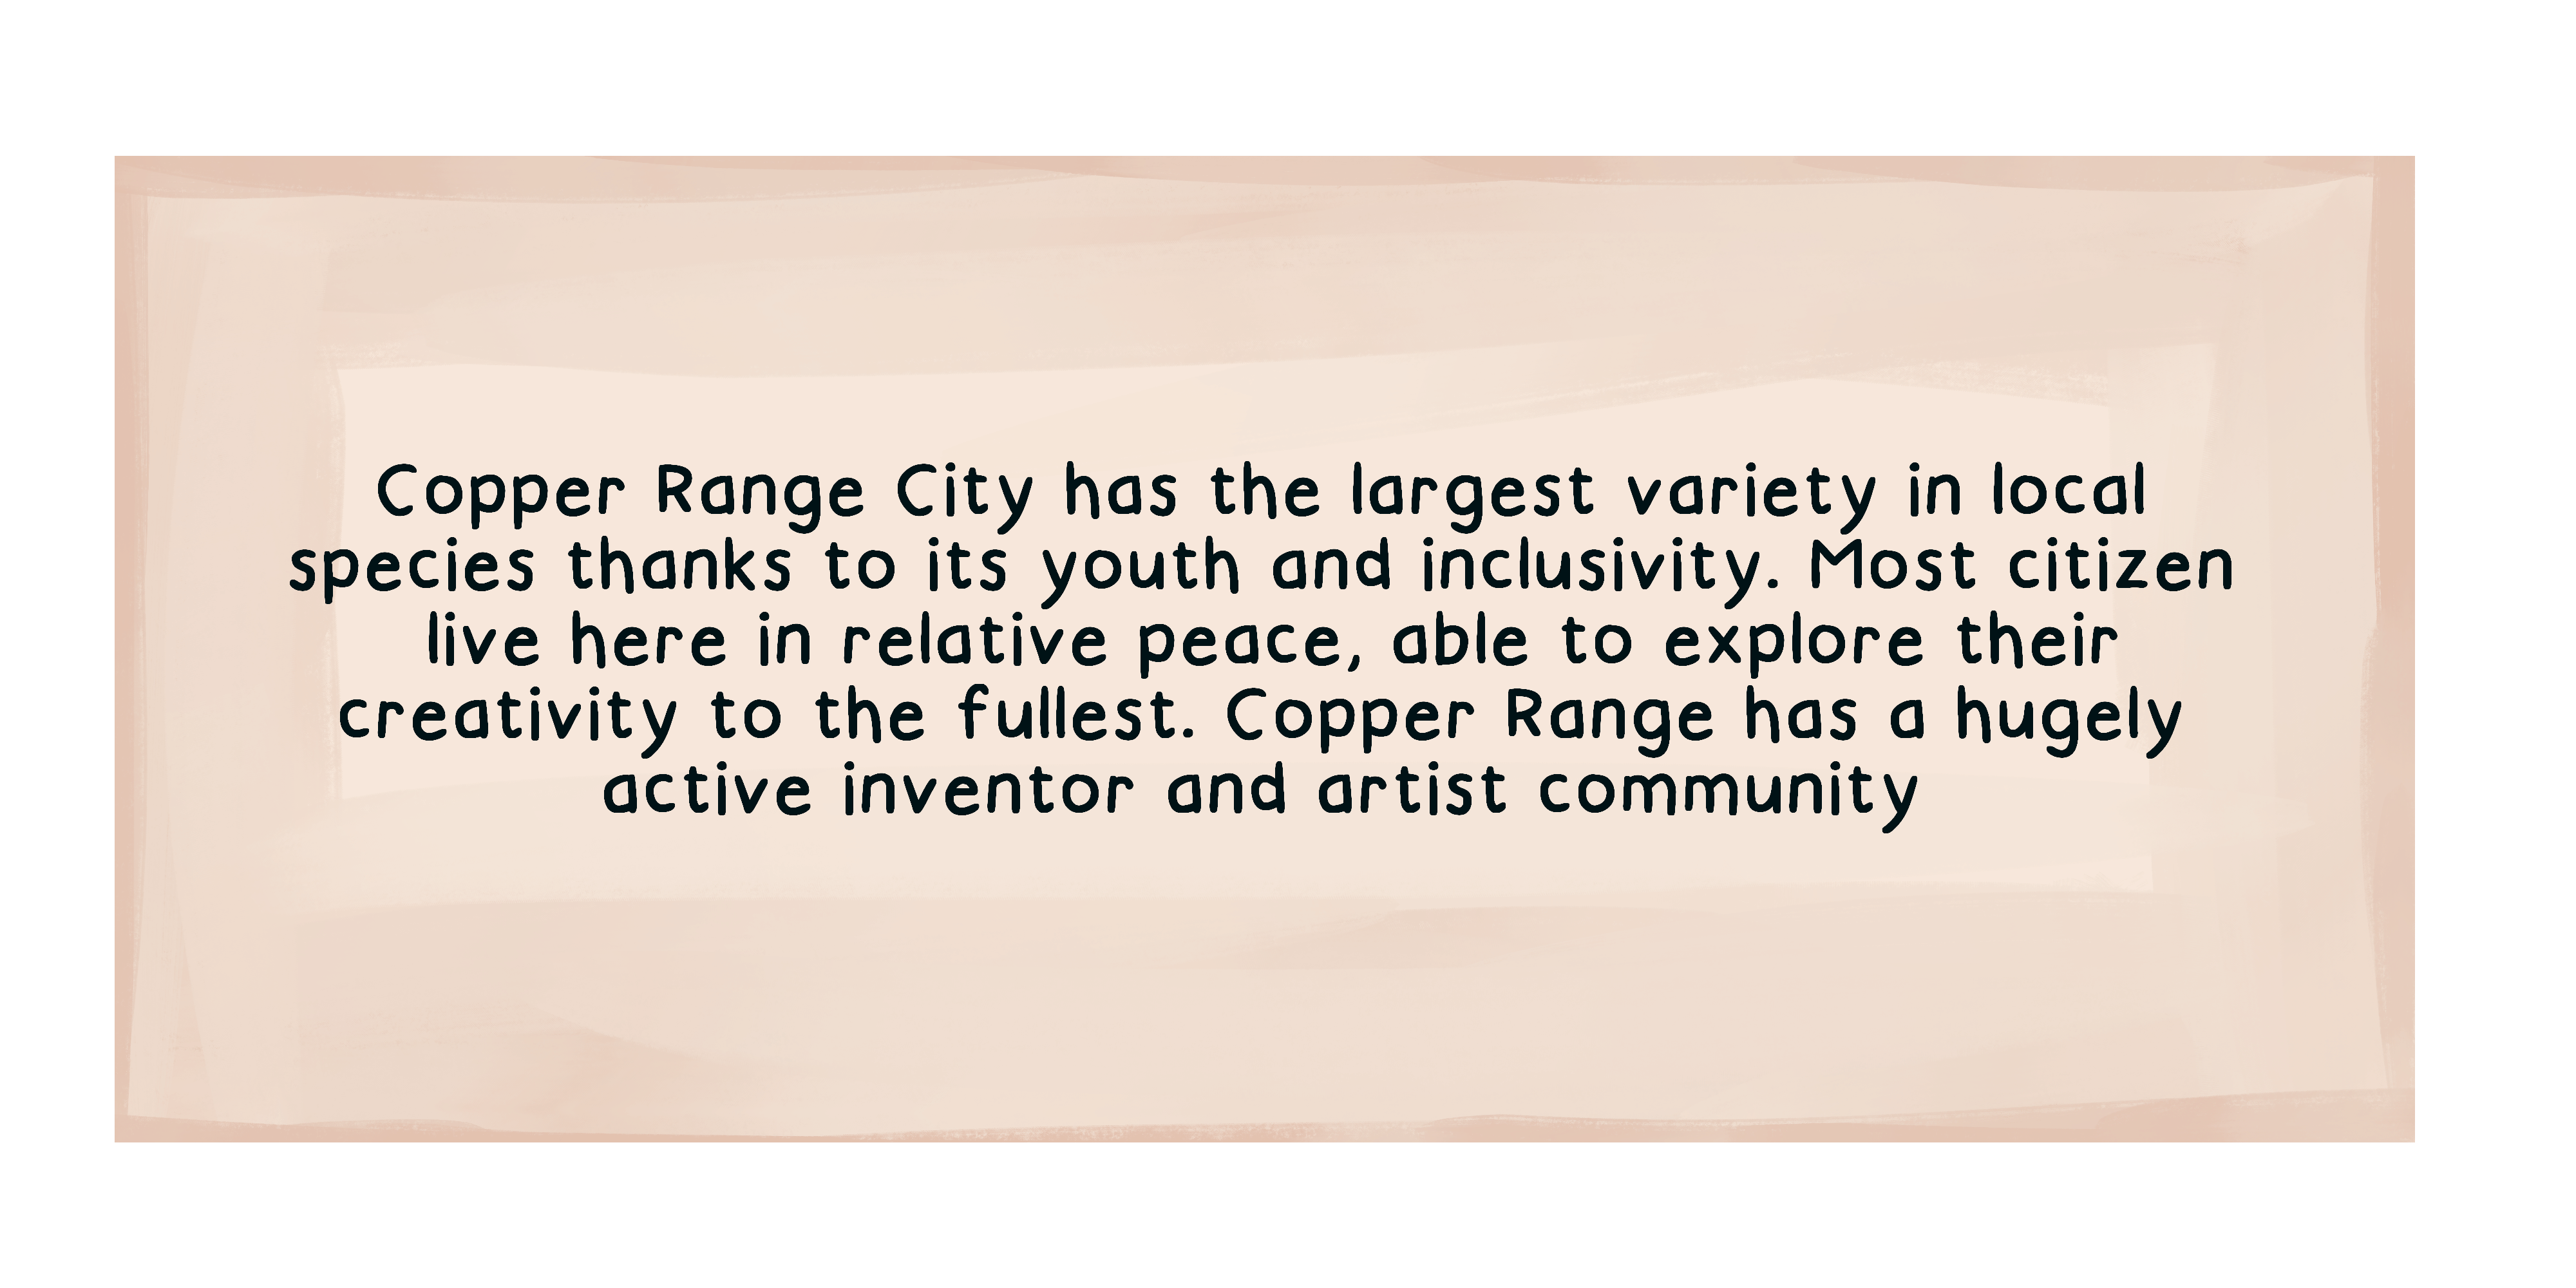 Copper Range City has the largest variety in local
species thanks to its youth and inclusivity. Most citizen
live here in relative peace, able to explore their
creativity to the fullest. Copper Range has a hugely
active inventor and artist community